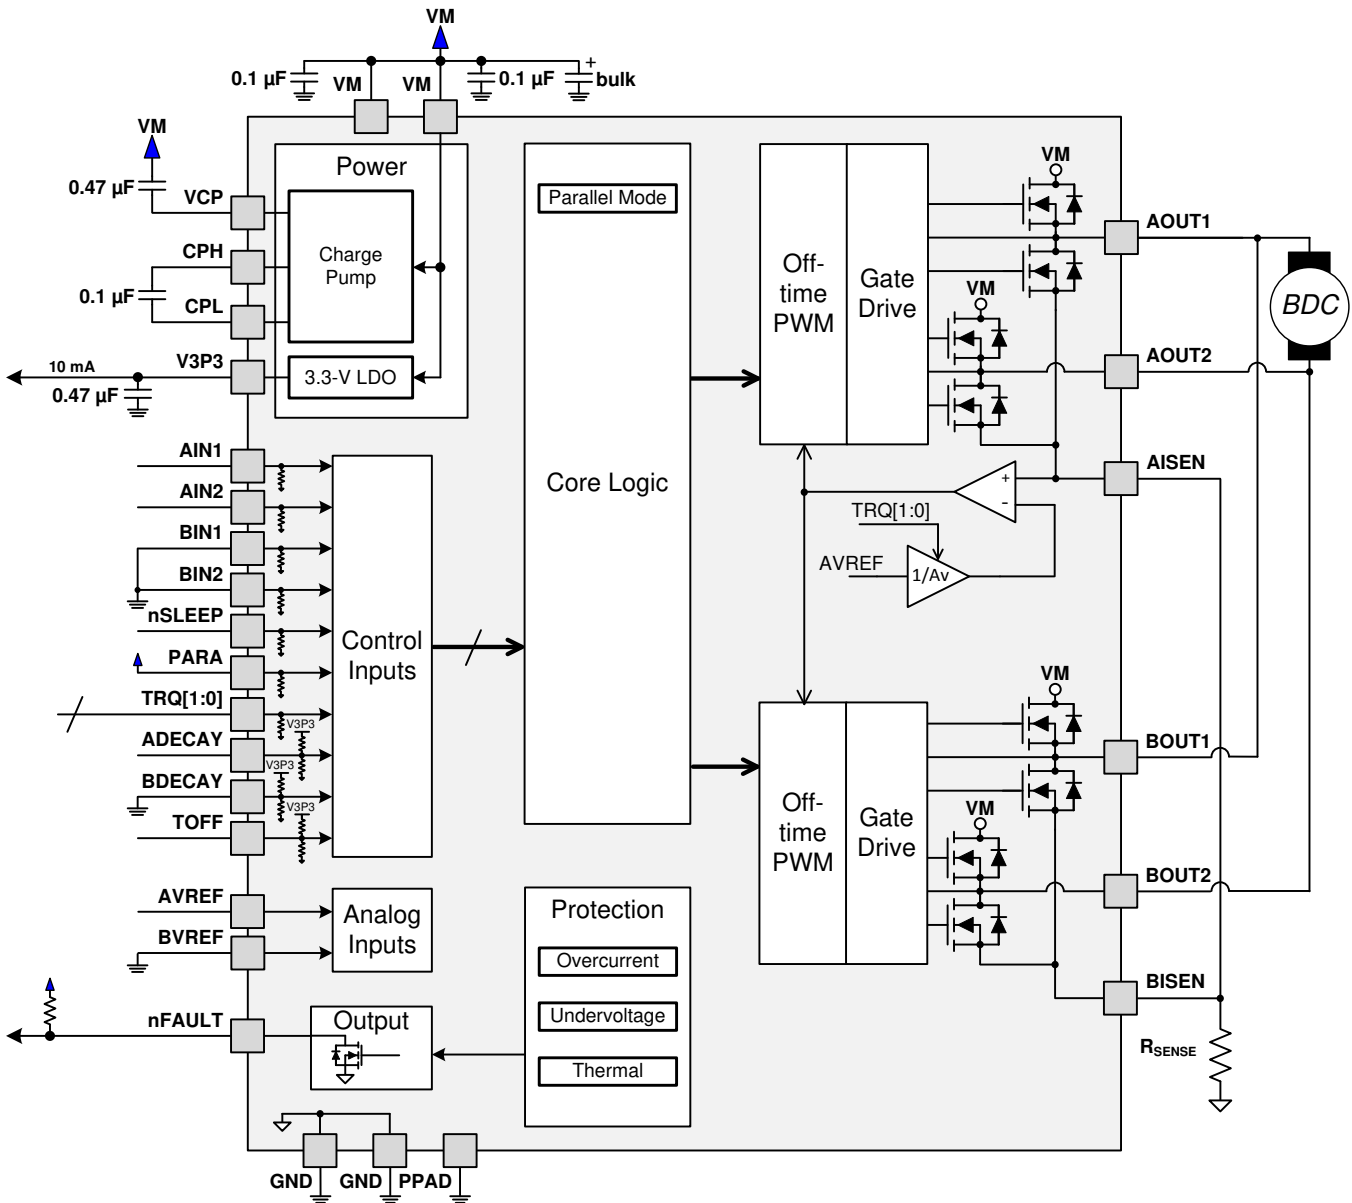 VM
0.1 µF
VM
VM
0.1 µF
+
bulk
VM
0.47 µF
VCP
CPH
0.1 µF
CPL
V3P3
10 mA
0.47 µF
Power
Charge
Pump
3.3-V LDO
Parallel Mode
Core Logic
Off-
time
PWM
Gate
Drive
VM
VM
AOUT1
BDC
AOUT2
AISEN
+
-
TRQ[1:0]
AVREF
1/Av
AIN1
AIN2
BIN1
BIN2
nSLEEP
PARA
TRQ[1:0]
V3P3
ADECAY
V3P3
BDECAY
V3P3
TOFF
Control
Inputs
AVREF
BVREF
Analog
Inputs
nFAULT
Output
Protection
Overcurrent
Undervoltage
Thermal
Off-
time
PWM
Gate
Drive
VM
VM
BOUT1
BOUT2
BISEN
RSENSE
GND
GND
PPAD